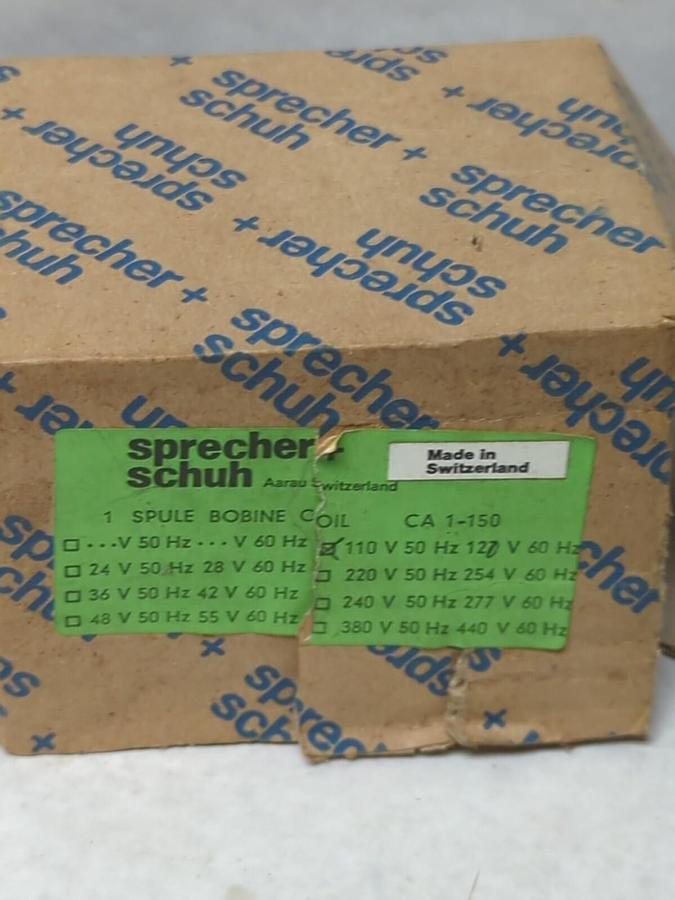 sprecher+
schuh
sprecher+
schuh
sprecher+
schuh
sprecher+
schuh
sprecher
schuh
sprecher+
schuh
sprecher+
schuh
sprecher
schuh
sprecher+
schuh Aarau Switzerland
Made in
Switzerland
1 SPULE BOBINE COIL CA 1-150
☐ ...V 50 Hz ... V 60 Hz ☑ 110 V 50 Hz 127 V 60 Hz
☐ 24 V 50 Hz 28 V 60 Hz ☐ 220 V 50 Hz 254 V 60 Hz
☐ 36 V 50 Hz 42 V 60 Hz ☐ 240 V 50 Hz 277 V 60 Hz
☐ 48 V 50 Hz 55 V 60 Hz ☐ 380 V 50 Hz 440 V 60 Hz